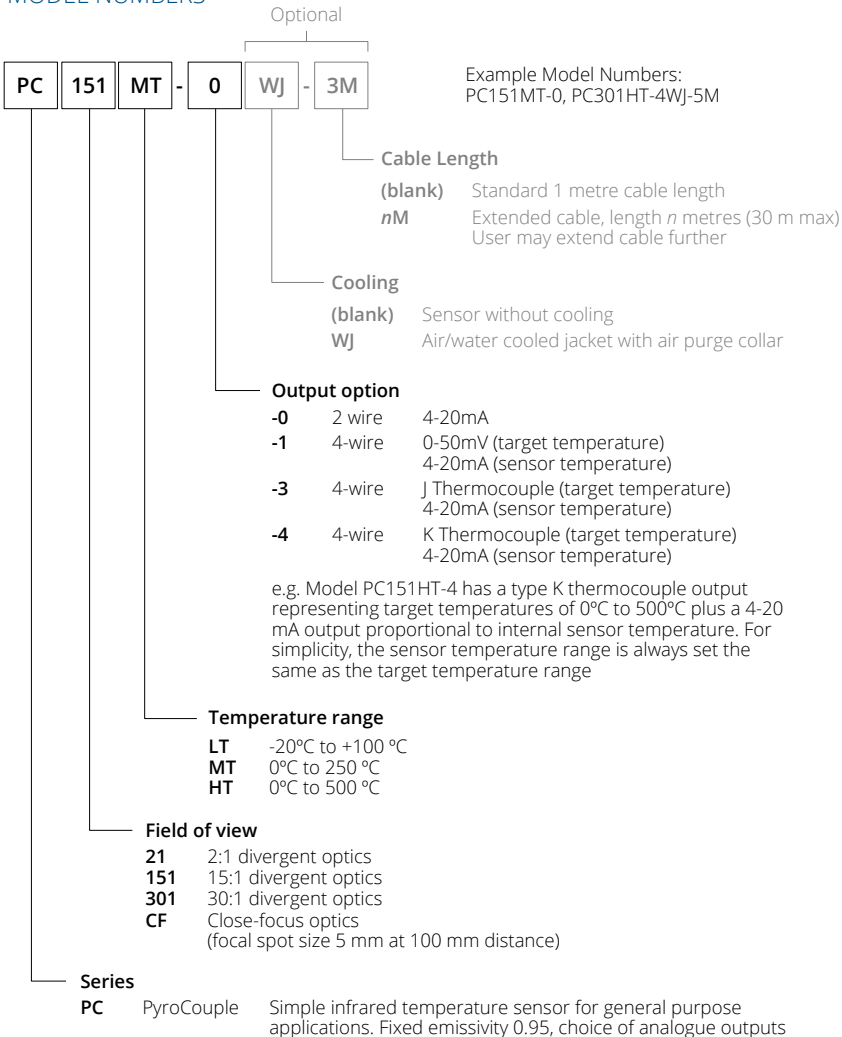 MODEL NUMBERS
Optional
PC 151 MT - 0 WJ - 3M
Example Model Numbers:
PC151MT-0, PC301HT-4WJ-5M
Cable Length
(blank) Standard 1 metre cable length
nM Extended cable, length n metres (30 m max)
User may extend cable further
Cooling
(blank) Sensor without cooling
WJ Air/water cooled jacket with air purge collar
Output option
-0 2 wire 4-20mA
-1 4-wire 0-50mV (target temperature)
4-20mA (sensor temperature)
-3 4-wire J Thermocouple (target temperature)
4-20mA (sensor temperature)
-4 4-wire K Thermocouple (target temperature)
4-20mA (sensor temperature)
e.g. Model PC151HT-4 has a type K thermocouple output
representing target temperatures of 0ºC to 500ºC plus a 4-20
mA output proportional to internal sensor temperature. For
simplicity, the sensor temperature range is always set the
same as the target temperature range
Temperature range
LT -20ºC to +100 ºC
MT 0ºC to 250 ºC
HT 0ºC to 500 ºC
Field of view
21 2:1 divergent optics
151 15:1 divergent optics
301 30:1 divergent optics
CF Close-focus optics
(focal spot size 5 mm at 100 mm distance)
Series
PC PyroCouple Simple infrared temperature sensor for general purpose
applications. Fixed emissivity 0.95, choice of analogue outputs